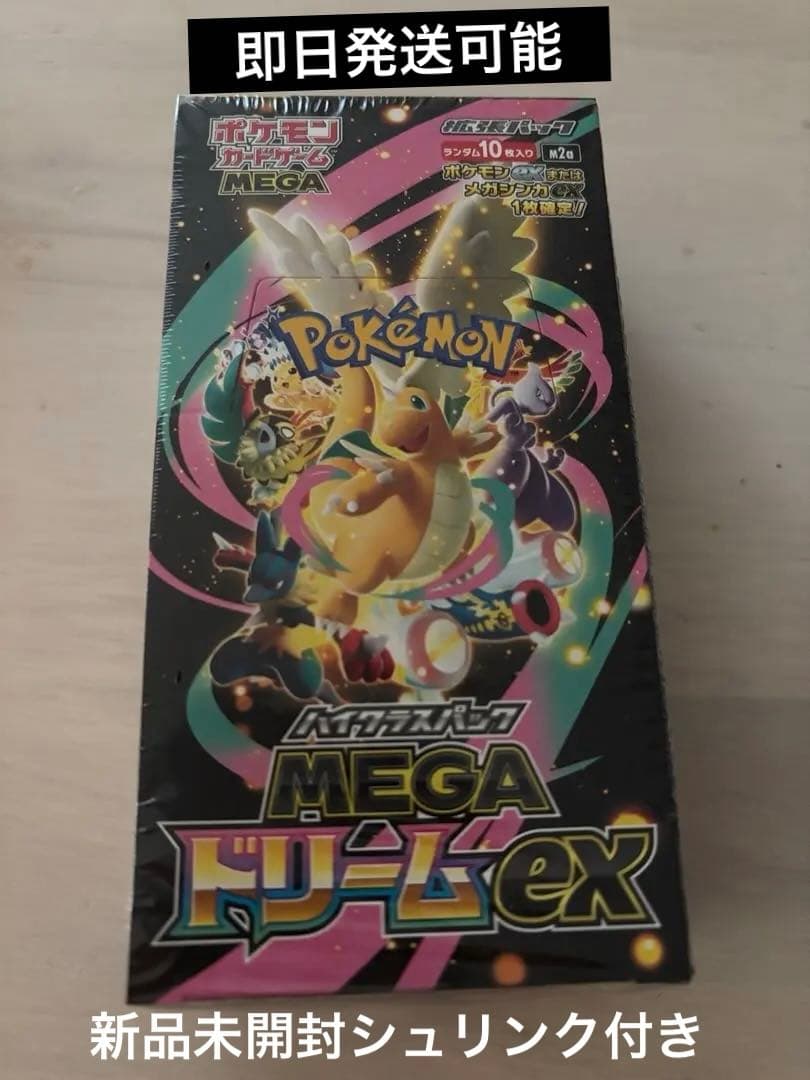 即日発送可能
ポケモン
カードゲーム
MEGA
拡張パック
ランダム10枚入り M2a
ポケモンexまたは
メガシンカex
1枚確定！
POKÉMON
ハイクラスパック
MEGA
ドリームex
新品未開封シュリンク付き